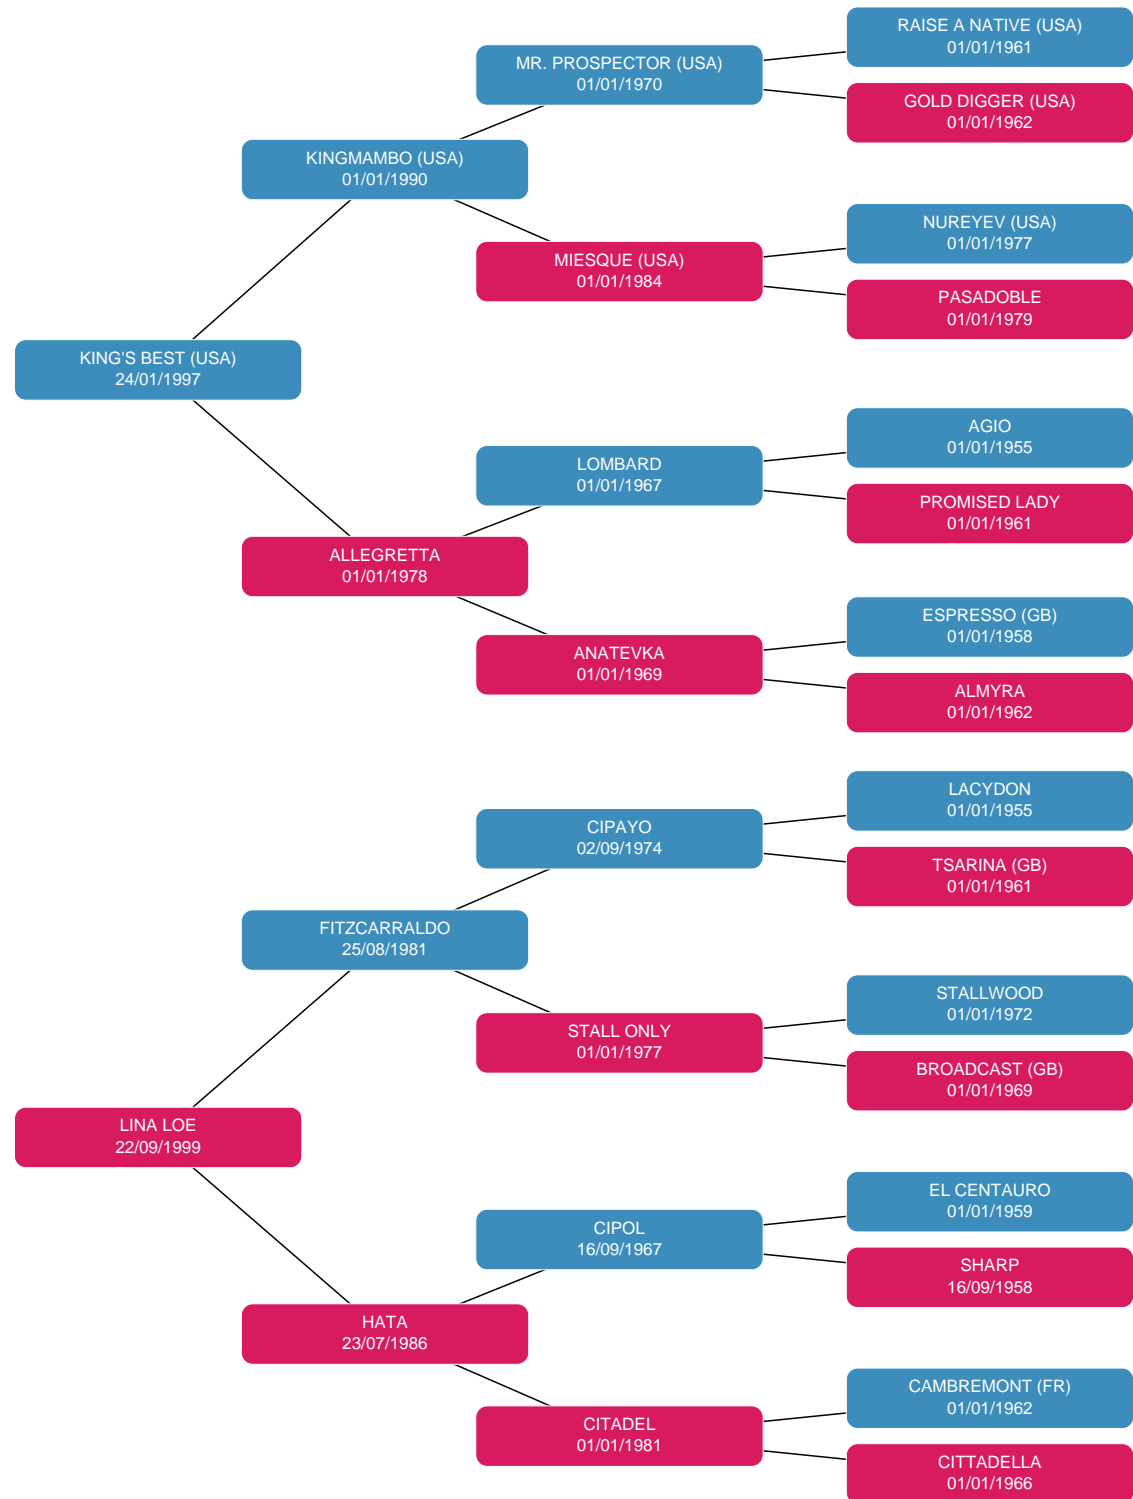 RAISE A NATIVE (USA)
01/01/1961
MR. PROSPECTOR (USA)
01/01/1970
GOLD DIGGER (USA)
01/01/1962
KINGMAMBO (USA)
01/01/1990
NUREYEV (USA)
01/01/1977
MIESQUE (USA)
01/01/1984
PASADOBLE
01/01/1979
KING'S BEST (USA)
24/01/1997
AGIO
01/01/1955
LOMBARD
01/01/1967
PROMISED LADY
01/01/1961
ALLEGRETTA
01/01/1978
ESPRESSO (GB)
01/01/1958
ANATEVKA
01/01/1969
ALMYRA
01/01/1962
LACYDON
01/01/1955
CIPAYO
02/09/1974
TSARINA (GB)
01/01/1961
FITZCARRALDO
25/08/1981
STALLWOOD
01/01/1972
STALL ONLY
01/01/1977
BROADCAST (GB)
01/01/1969
LINA LOE
22/09/1999
EL CENTAURO
01/01/1959
CIPOL
16/09/1967
SHARP
16/09/1958
HATA
23/07/1986
CAMBREMONT (FR)
01/01/1962
CITADEL
01/01/1981
CITTADELLA
01/01/1966